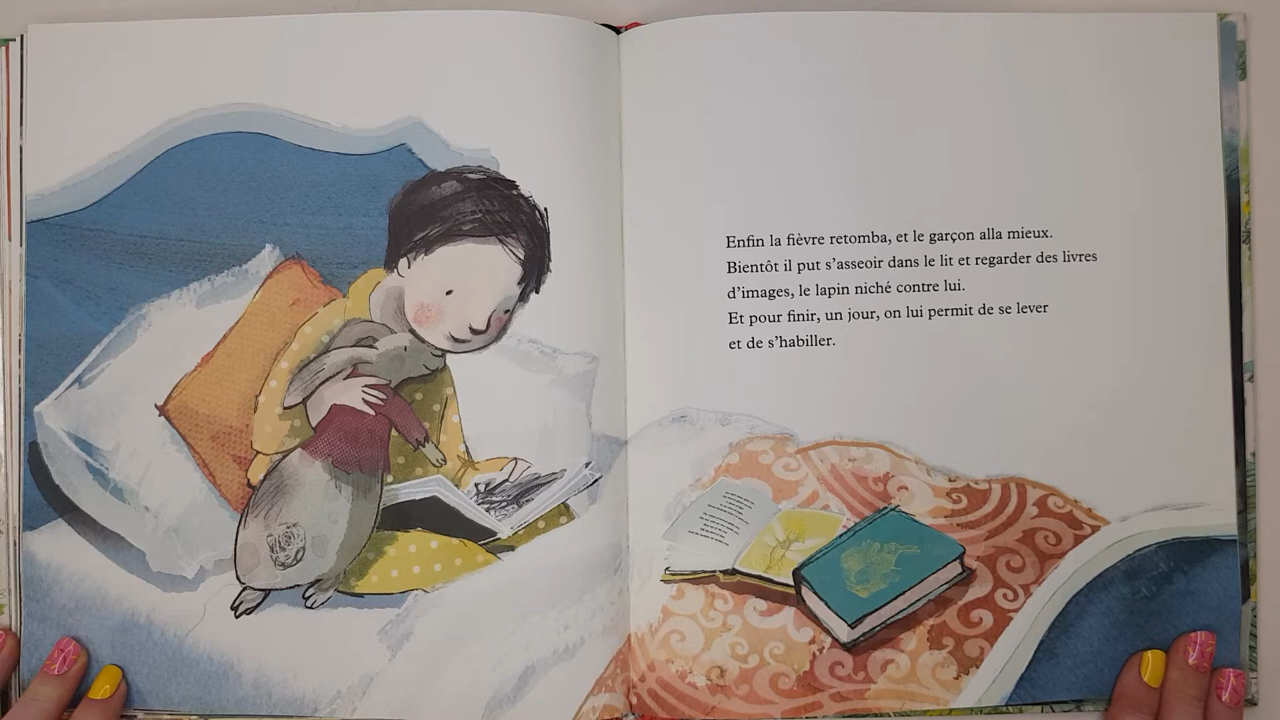 Enfin la fièvre retomba, et le garçon alla mieux.
Bientôt il put s'asseoir dans le lit et regarder des livres
d'images, le lapin niché contre lui.
Et pour finir, un jour, on lui permit de se lever
et de s'habiller.